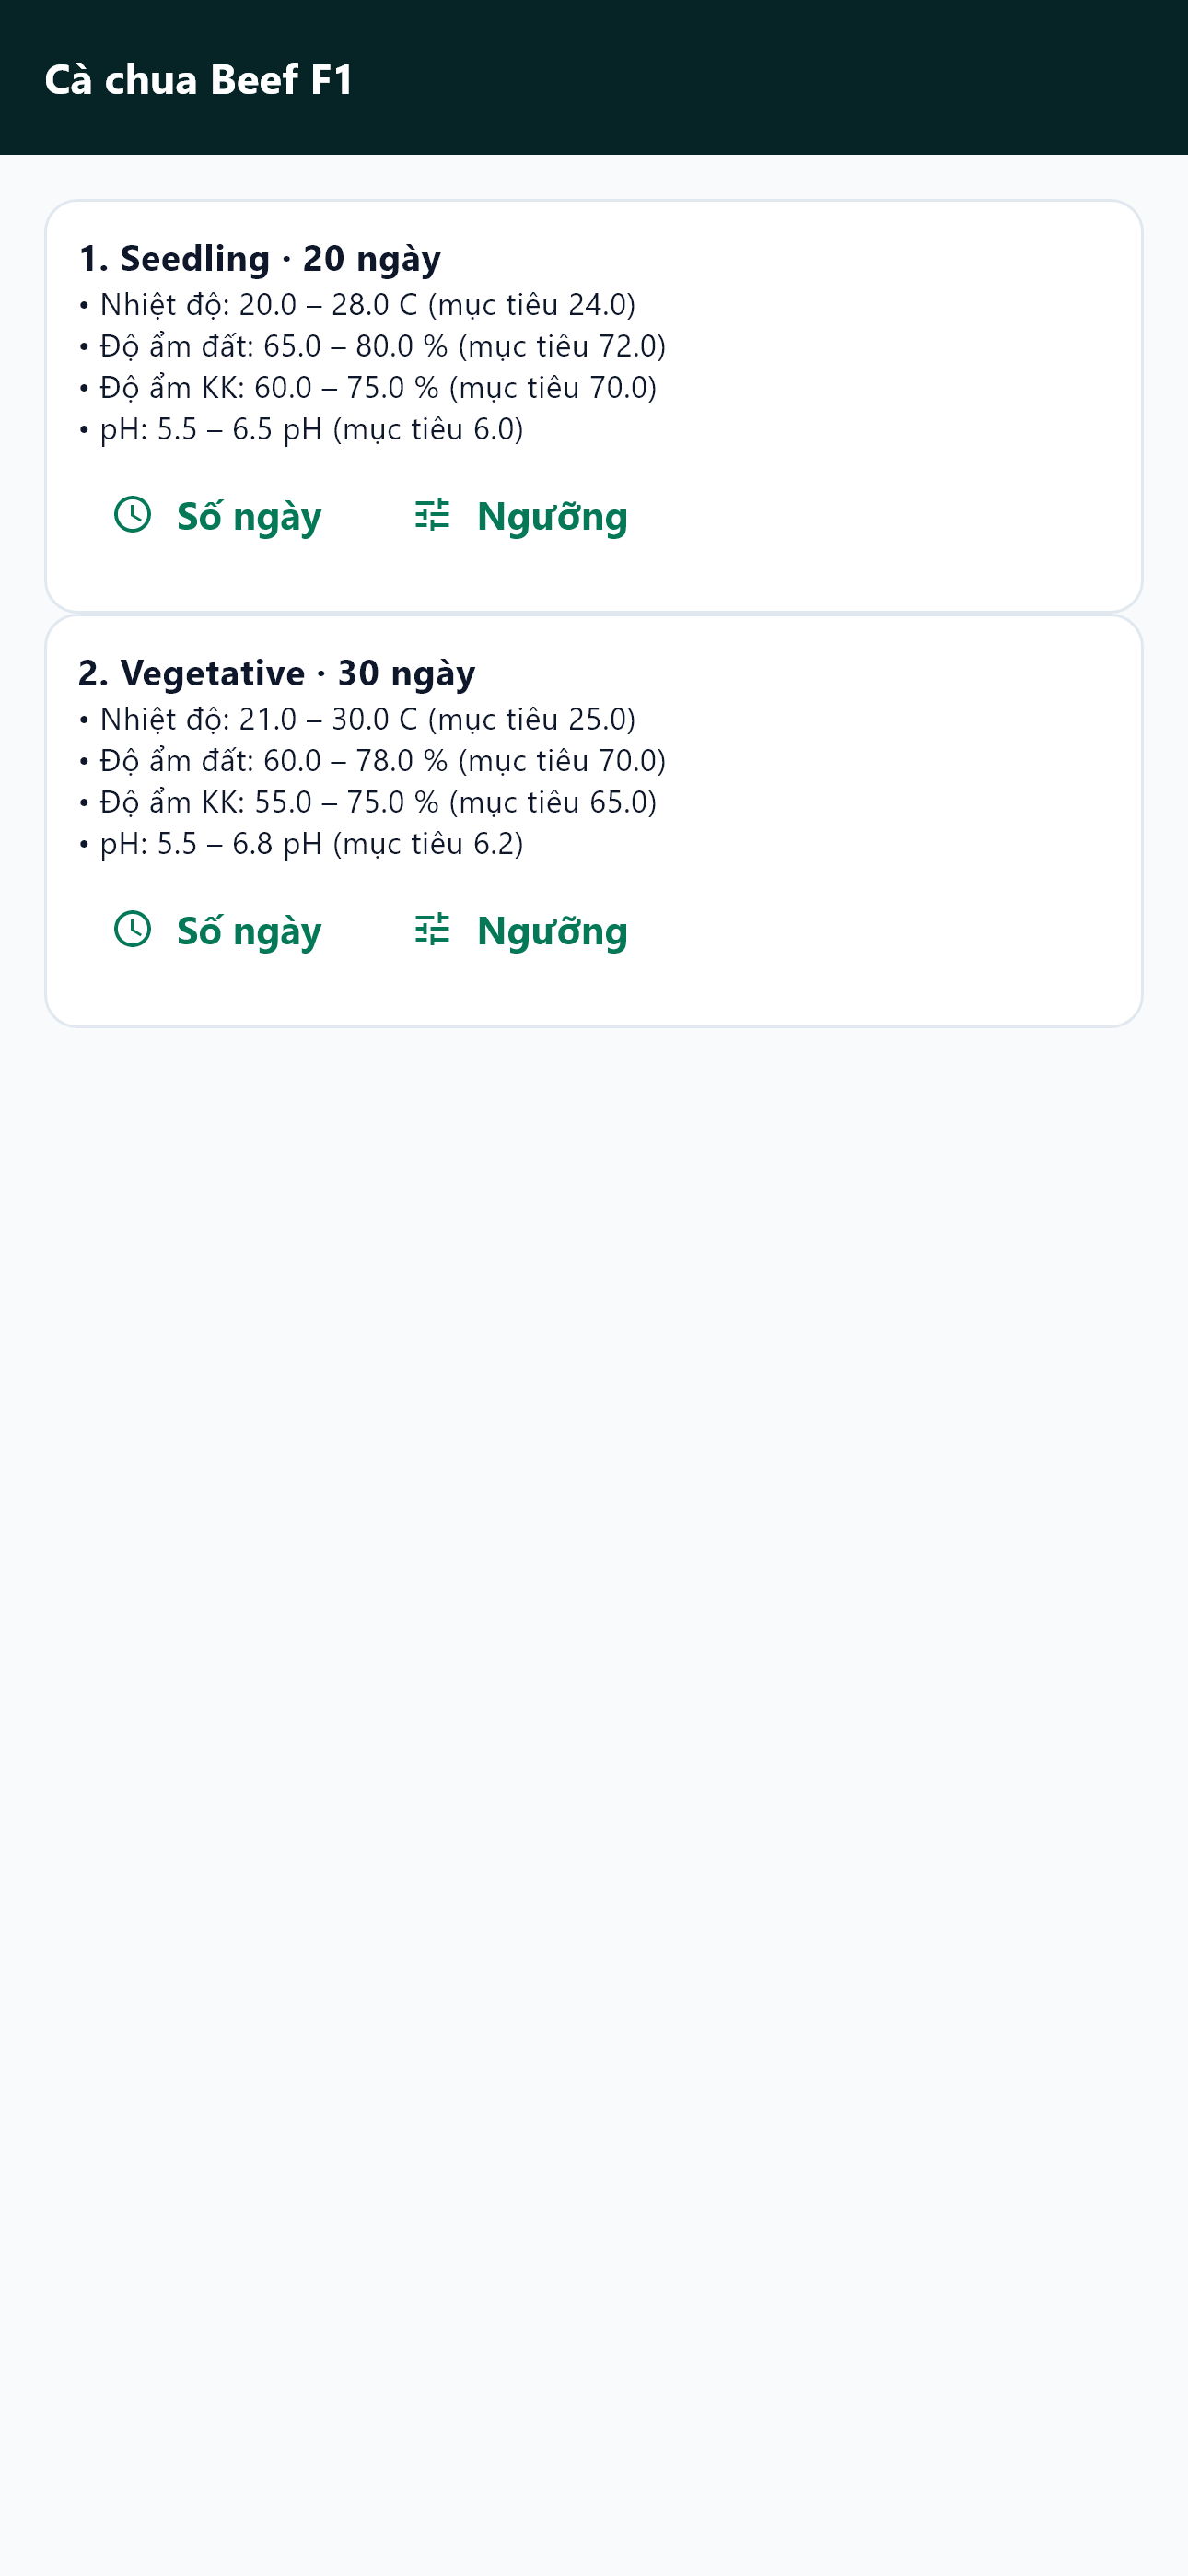 Cà chua Beef F1
1. Seedling · 20 ngày
• Nhiệt độ: 20.0 – 28.0 C (mục tiêu 24.0)
• Độ ẩm đất: 65.0 – 80.0 % (mục tiêu 72.0)
• Độ ẩm KK: 60.0 – 75.0 % (mục tiêu 70.0)
• pH: 5.5 – 6.5 pH (mục tiêu 6.0)
Số ngày Ngưỡng
2. Vegetative · 30 ngày
• Nhiệt độ: 21.0 – 30.0 C (mục tiêu 25.0)
• Độ ẩm đất: 60.0 – 78.0 % (mục tiêu 70.0)
• Độ ẩm KK: 55.0 – 75.0 % (mục tiêu 65.0)
• pH: 5.5 – 6.8 pH (mục tiêu 6.2)
Số ngày Ngưỡng